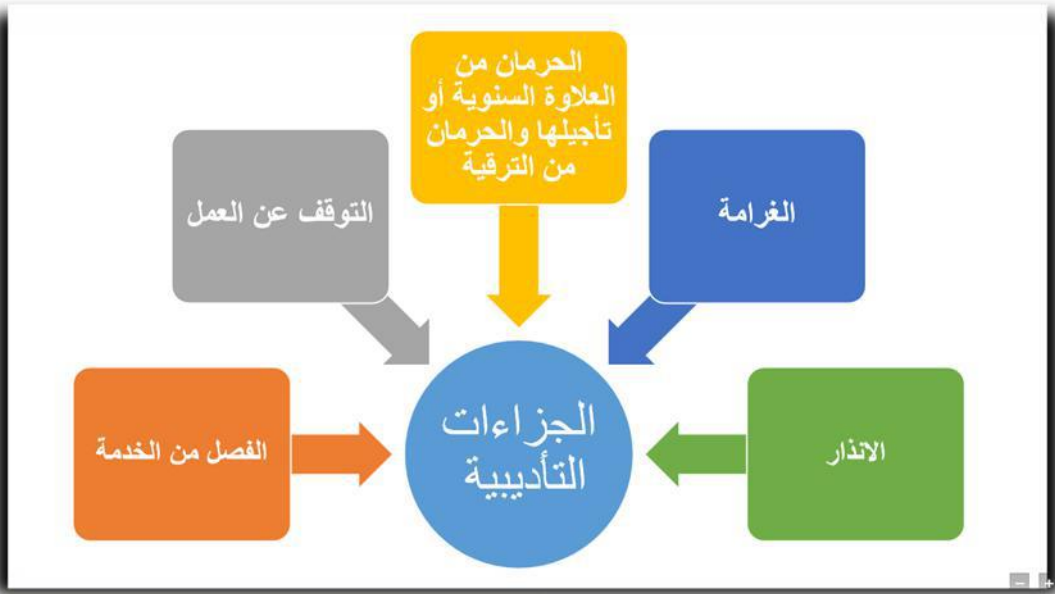 الحرمان من
العلاوة السنوية أو
تأجيلها والحرمان
من الترقية
الغرامة
التوقف عن العمل
الانذار
الجزاءات
التأديبية
الفصل من الخدمة